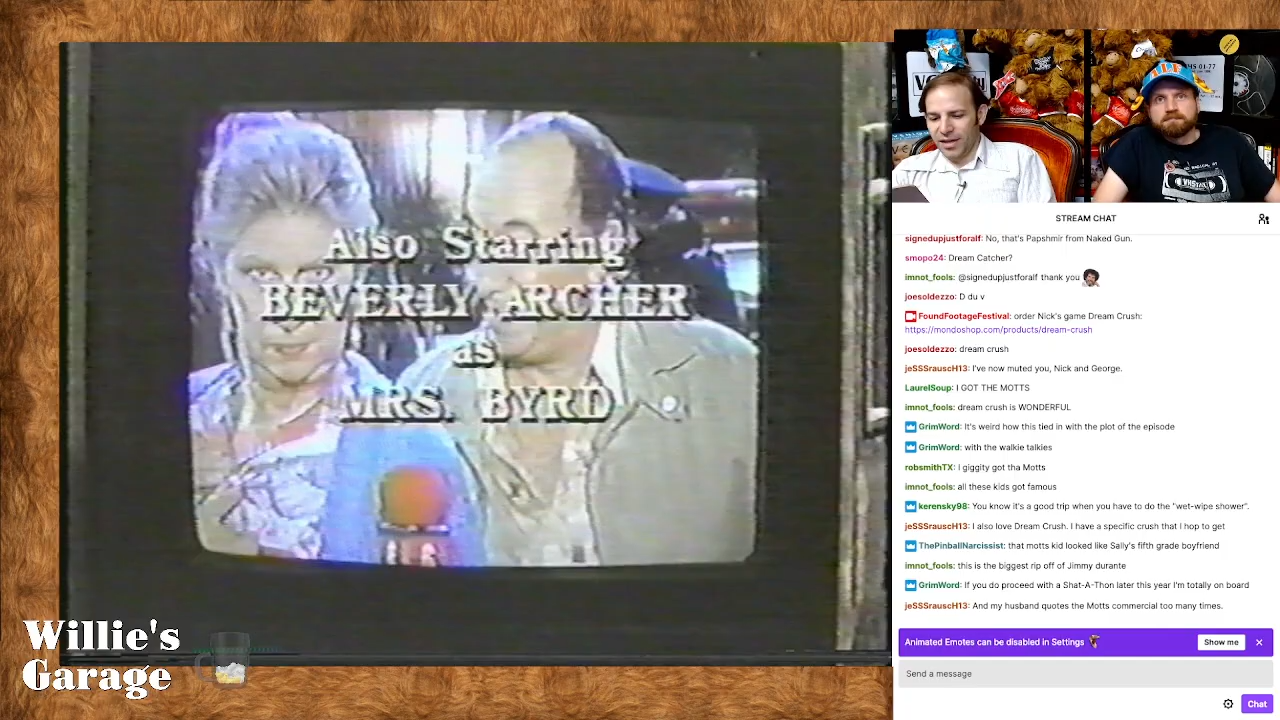 Also Starring
BEVERLY ARCHER
as
MRS. BYRD
Willie's
Garage
STREAM CHAT
signedupjustforalf: No, that's Papshmir from Naked Gun.
smopo24: Dream Catcher?
imnot_fools: @signedupjustforalf thank you
joesoldezzo: D du v
FoundFootageFestival: order Nick's game Dream Crush:
https://mondoshop.com/products/dream-crush
joesoldezzo: dream crush
jeSSSrauscH13: I've now muted you, Nick and George.
LaurelSoup: I GOT THE MOTTS
imnot_fools: dream crush is WONDERFUL
GrimWord: It's weird how this tied in with the plot of the episode
GrimWord: with the walkie talkies
robsmithTX: I giggity got tha Motts
imnot_fools: all these kids got famous
kerensky98: You know it's a good trip when you have to do the "wet-wipe shower".
jeSSSrauscH13: I also love Dream Crush. I have a specific crush that I hop to get
ThePinballNarcissist: that motts kid looked like Sally's fifth grade boyfriend
imnot_fools: this is the biggest rip off of Jimmy durante
GrimWord: If you do proceed with a Shat-A-Thon later this year I'm totally on board
jeSSSrauscH13: And my husband quotes the Motts commercial too many times.
Animated Emotes can be disabled in Settings
Show me
Send a message
Chat